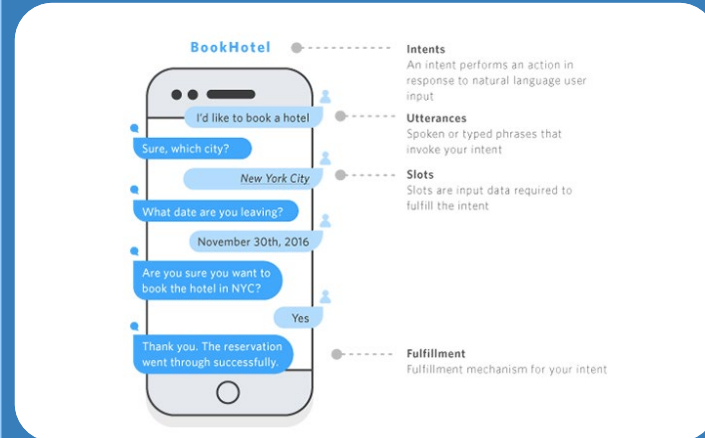 BookHotel
Intents
An intent performs an action in
response to natural language user
input
I'd like to book a hotel
Utterances
Spoken or typed phrases that
invoke your intent
Sure, which city?
New York City
Slots
Slots are input data required to
fulfill the intent
What date are you leaving?
November 30th, 2016
Are you sure you want to
book the hotel in NYC?
Yes
Thank you. The reservation
went through successfully.
Fulfillment
Fulfillment mechanism for your intent